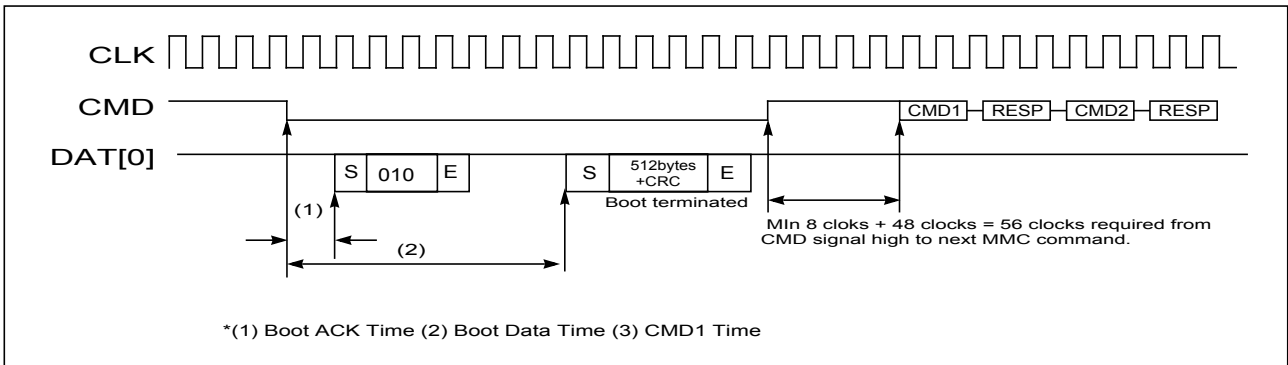 CLK
CMD
CMD1 RESP CMD2 RESP
DAT[0]
S 010 E S 512bytes E
+CRC
Boot terminated
(1)
(2)
MIn 8 cloks + 48 clocks = 56 clocks required from
CMD signal high to next MMC command.
*(1) Boot ACK Time (2) Boot Data Time (3) CMD1 Time